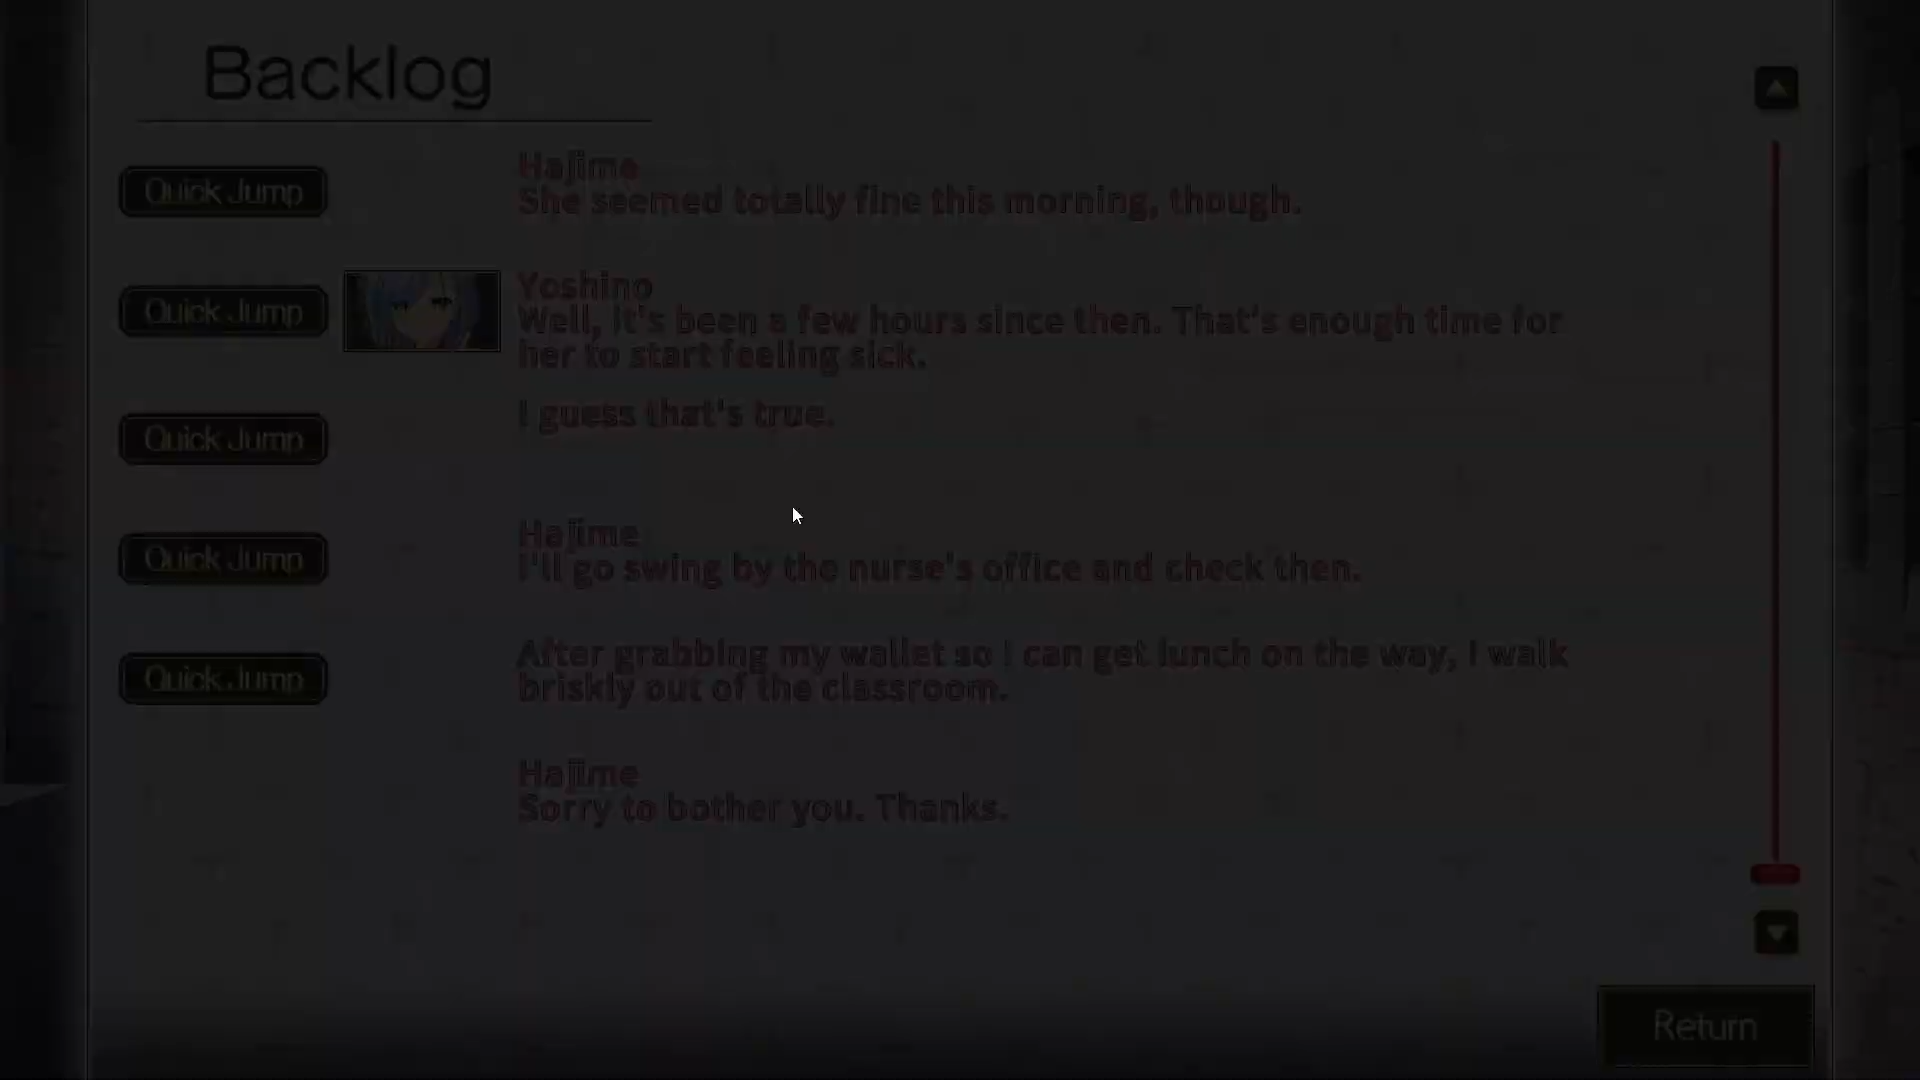 Backlog
Quick Jump
Hajime
She seemed totally fine this morning, though.
Quick Jump
Yoshino
Well, it's been a few hours since then. That's enough time for
her to start feeling sick.
Quick Jump
I guess that's true.
Quick Jump
Hajime
I'll go swing by the nurse's office and check then.
Quick Jump
After grabbing my wallet so I can get lunch on the way, I walk
briskly out of the classroom.
Hajime
Sorry to bother you. Thanks.
Return